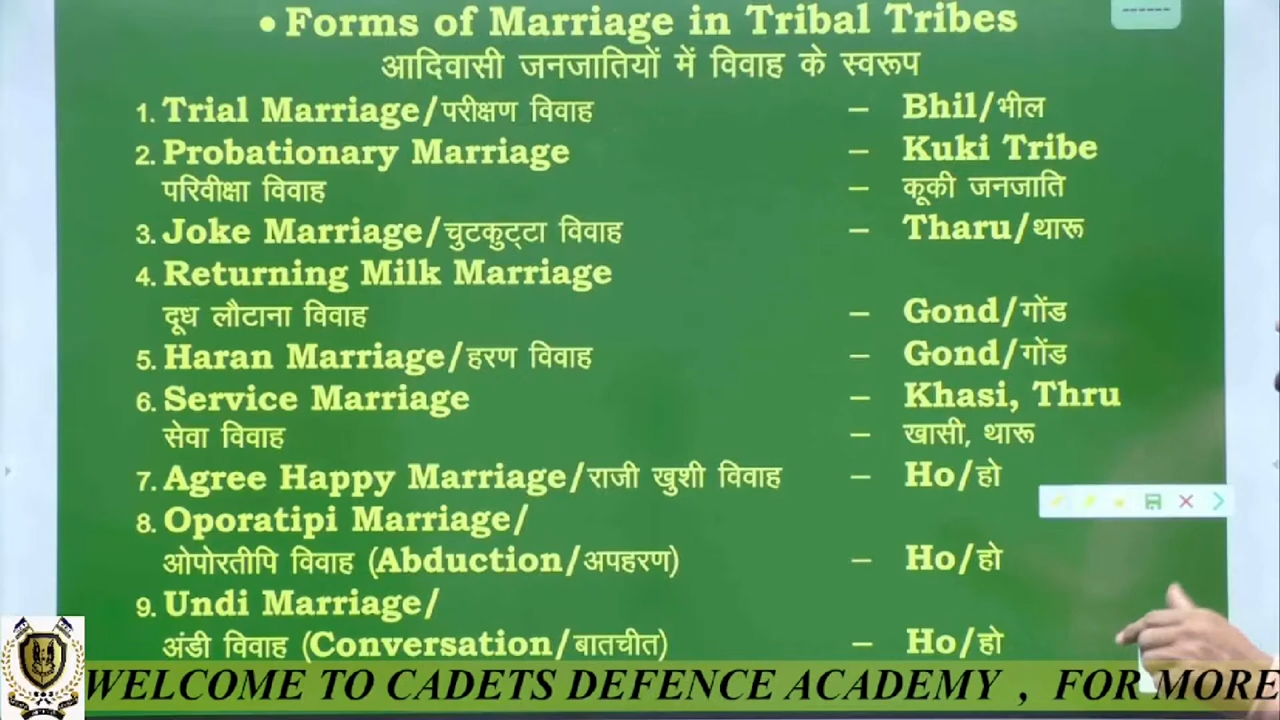 • Forms of Marriage in Tribal Tribes
आदिवासी जनजातियों में विवाह के स्वरूप
1. Trial Marriage/परीक्षण विवाह – Bhil/भील
2. Probationary Marriage – Kuki Tribe
परिवीक्षा विवाह – कूकी जनजाति
3. Joke Marriage/चुटकुट्टा विवाह – Tharu/थारू
4. Returning Milk Marriage
दूध लौटाना विवाह – Gond/गोंड
5. Haran Marriage/हरण विवाह – Gond/गोंड
6. Service Marriage – Khasi, Thru
सेवा विवाह – खासी, थारू
7. Agree Happy Marriage/राजी खुशी विवाह – Ho/हो
8. Oporatipi Marriage/
ओपोरतीपि विवाह (Abduction/अपहरण) – Ho/हो
9. Undi Marriage/
अंडी विवाह (Conversation/बातचीत) – Ho/हो
WELCOME TO CADETS DEFENCE ACADEMY , FOR MORE